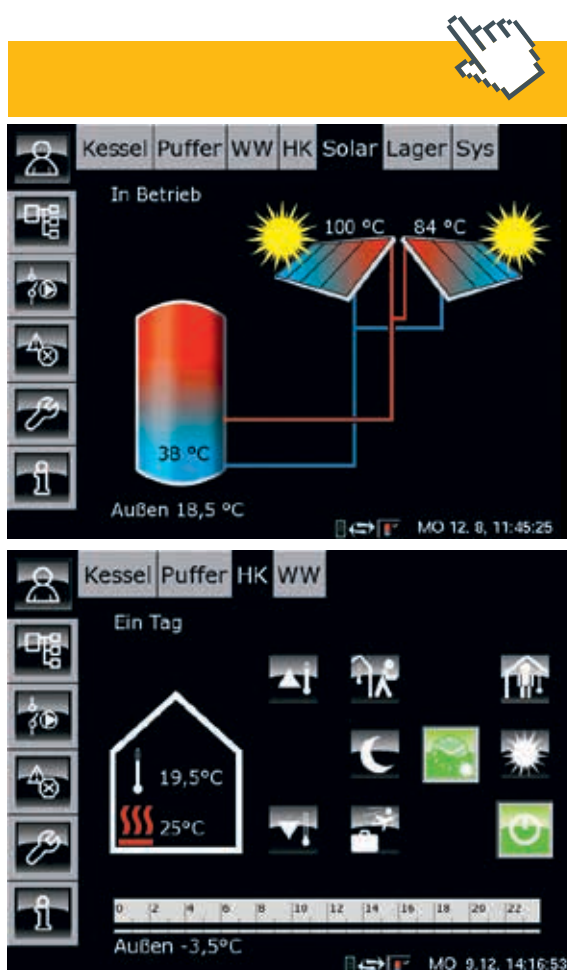 Kessel Puffer WW HK Solar Lager Sys
In Betrieb
100 °C 84 °C
38 °C
Außen 18,5 °C
MO 12. 8, 11:45:25
Kessel Puffer HK WW
Ein Tag
19,5°C
25°C
0 2 4 6 8 10 12 14 16 18 20 22
Außen -3,5°C
MO 9.12, 14:16:53